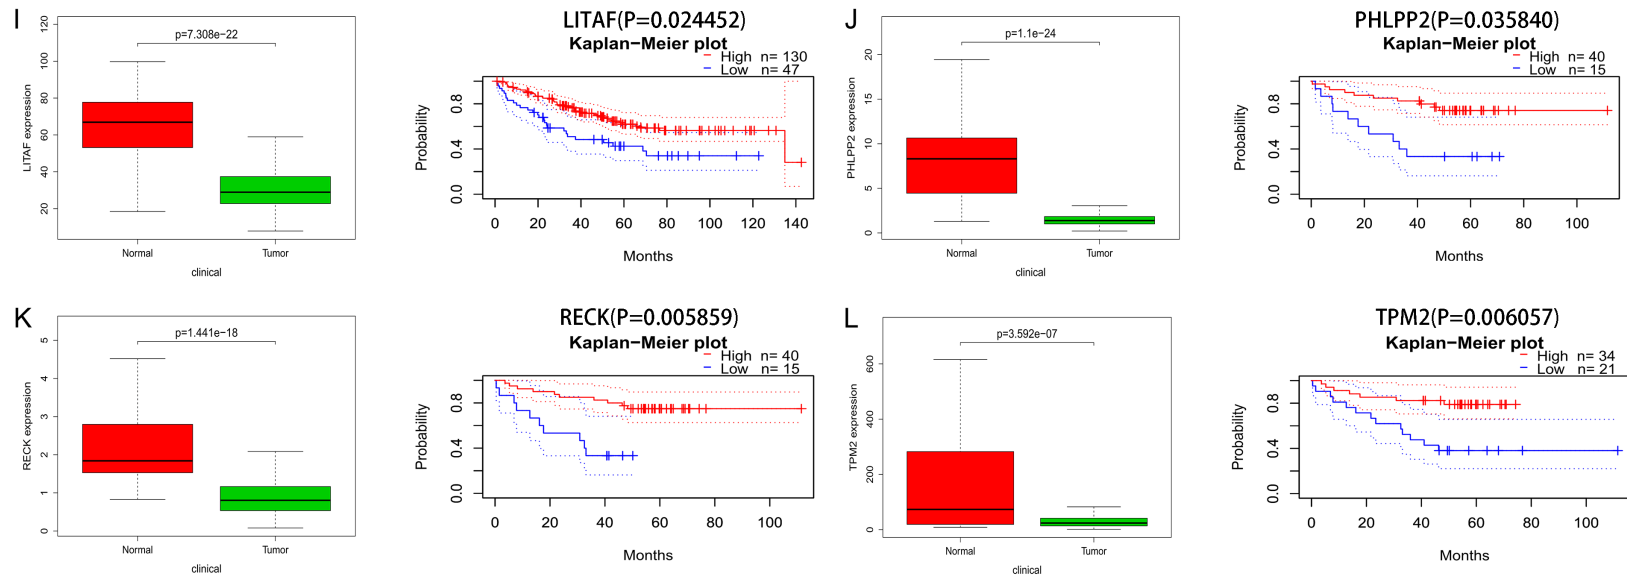 I
120
100
80
60
40
20
LITAF expression
p=7.308e−22
Normal
Tumor
clinical
LITAF(P=0.024452)
Kaplan−Meier plot
High n= 130
Low n= 47
Probability
0.8
0.4
0.0
0 20 40 60 80 100 120 140
Months
J
20
15
10
5
0
PHLPP2 expression
p=1.1e−24
Normal
Tumor
clinical
PHLPP2(P=0.035840)
Kaplan−Meier plot
High n= 40
Low n= 15
Probability
0.8
0.4
0.0
0 20 40 60 80 100
Months
K
5
4
3
2
1
0
RECK expression
p=1.441e−18
Normal
Tumor
clinical
RECK(P=0.005859)
Kaplan−Meier plot
High n= 40
Low n= 15
Probability
0.8
0.4
0.0
0 20 40 60 80 100
Months
L
600
400
200
0
TPM2 expression
p=3.592e−07
Normal
Tumor
clinical
TPM2(P=0.006057)
Kaplan−Meier plot
High n= 34
Low n= 21
Probability
0.8
0.4
0.0
0 20 40 60 80 100
Months